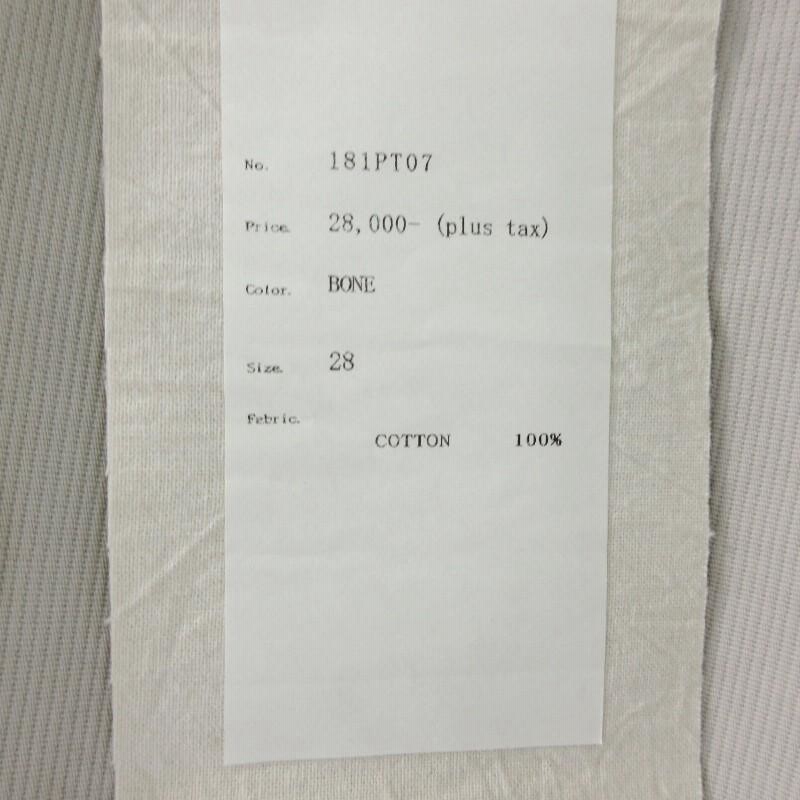 No. 181PT07
Price. 28,000- (plus tax)
Color. BONE
Size. 28
Febric.
COTTON 100%